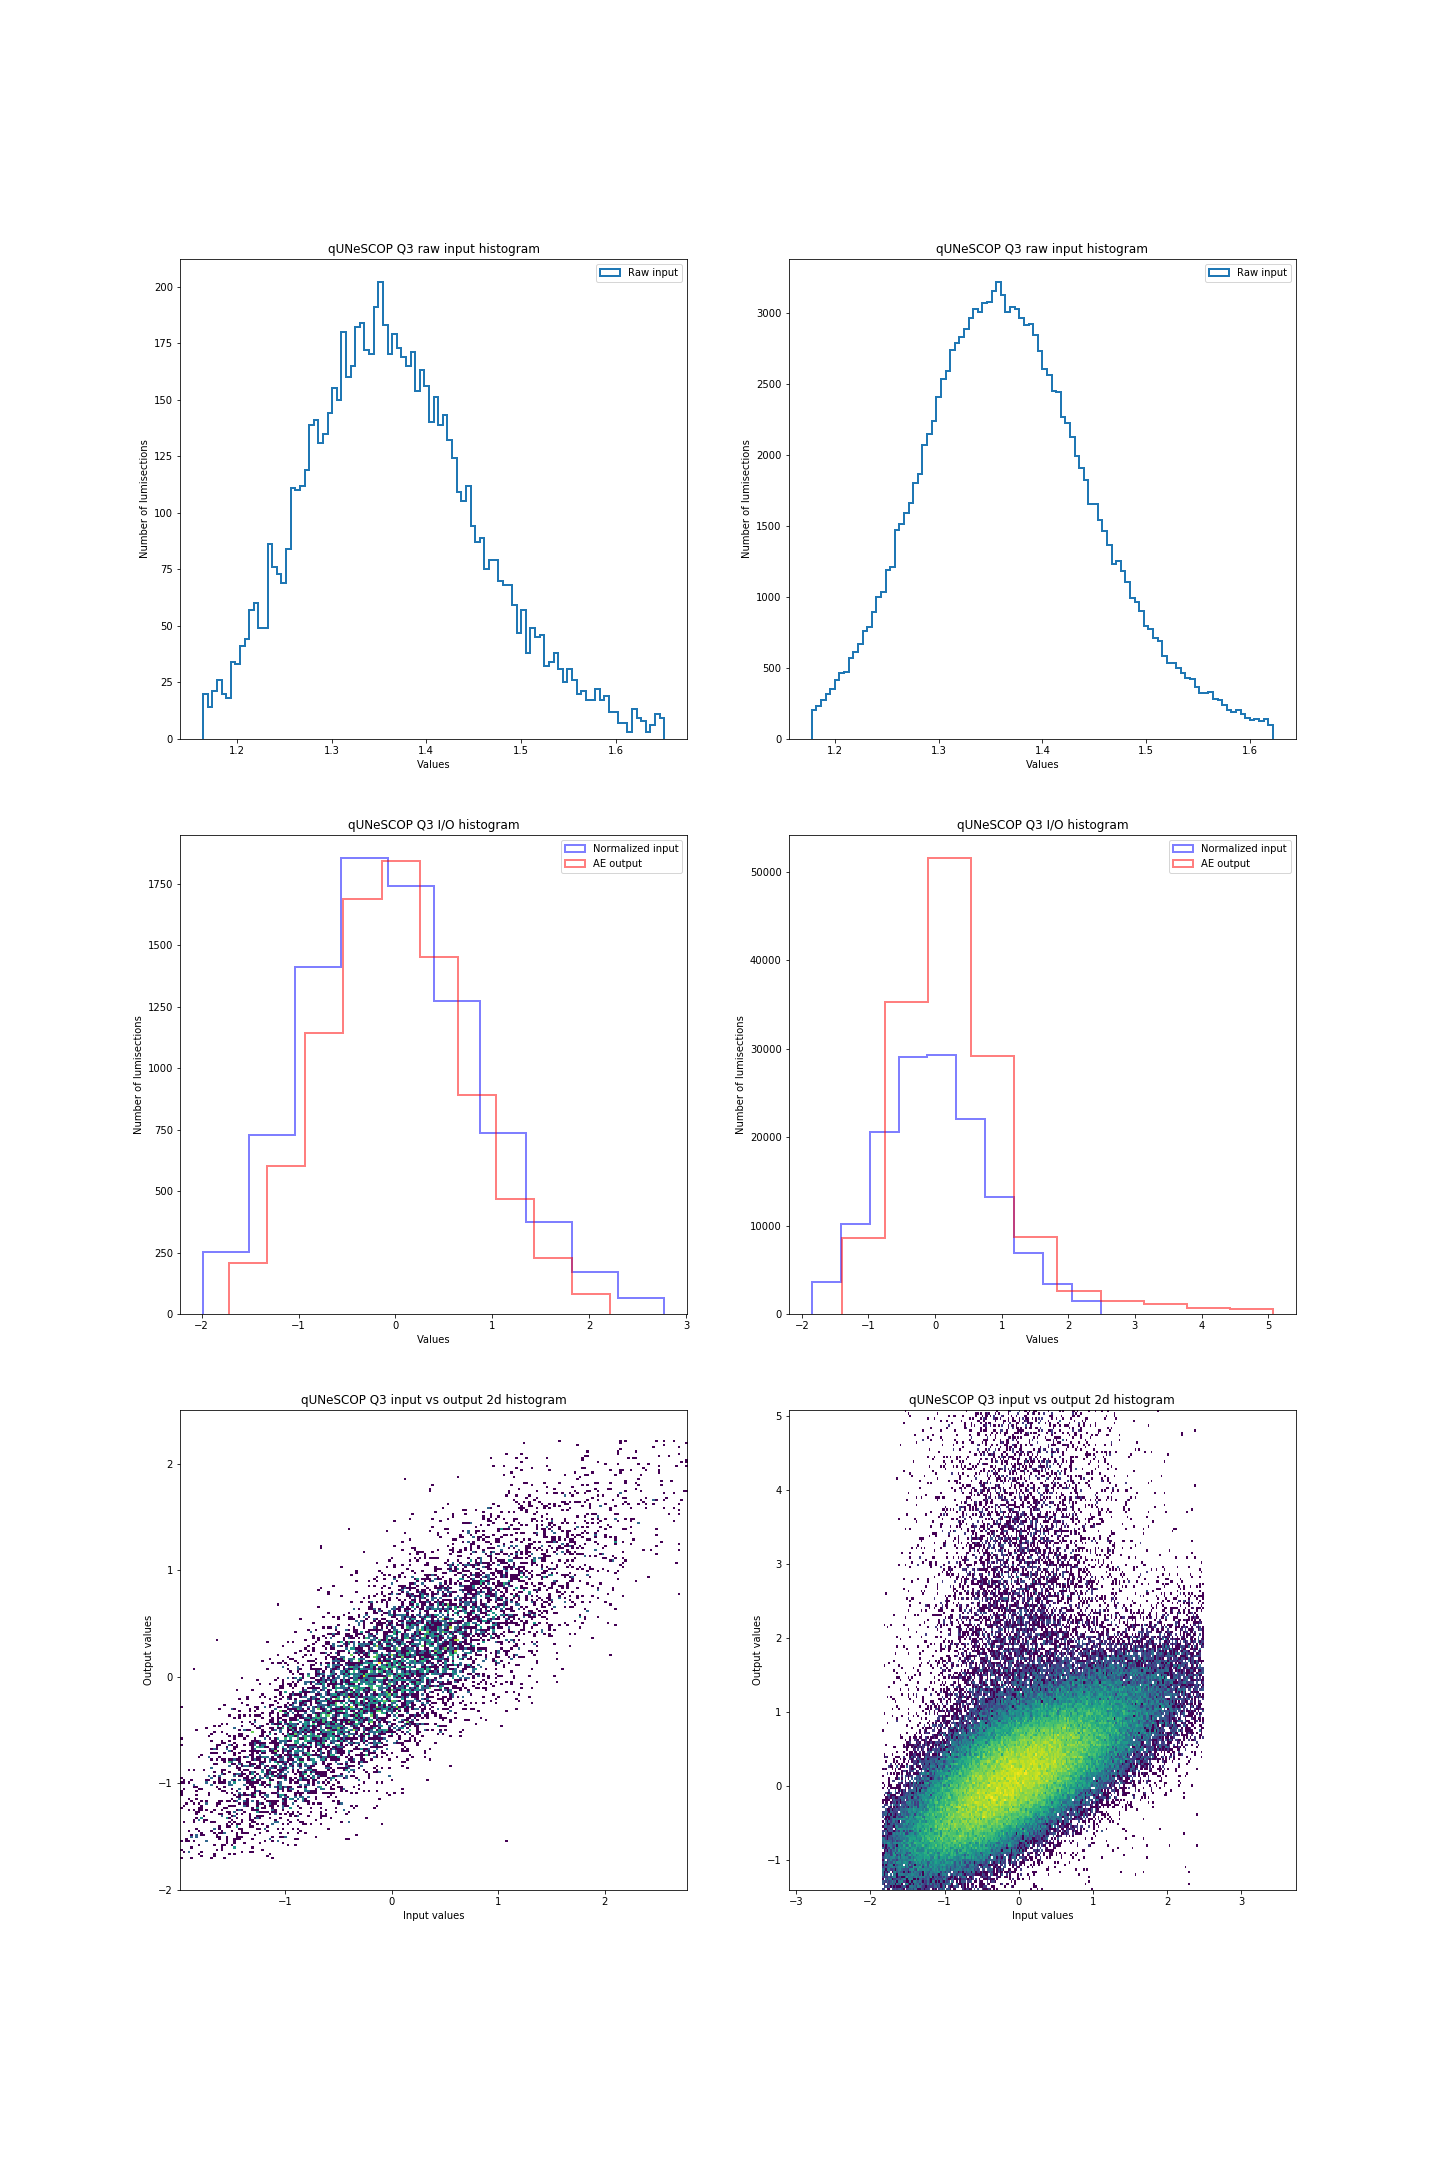 qUNeSCOP Q3 raw input histogram
Raw input
200
175
150
125
100
75
50
25
0
Number of lumisections
1.2 1.3 1.4 1.5 1.6
Values
qUNeSCOP Q3 raw input histogram
Raw input
3000
2500
2000
1500
1000
500
0
Number of lumisections
1.2 1.3 1.4 1.5 1.6
Values
qUNeSCOP Q3 I/O histogram
Normalized input
AE output
1750
1500
1250
1000
750
500
250
0
Number of lumisections
−2 −1 0 1 2 3
Values
qUNeSCOP Q3 I/O histogram
Normalized input
AE output
50000
40000
30000
20000
10000
0
Number of lumisections
−2 −1 0 1 2 3 4 5
Values
qUNeSCOP Q3 input vs output 2d histogram
2
1
0
−1
−2
Output values
−1 0 1 2
Input values
qUNeSCOP Q3 input vs output 2d histogram
5
4
3
2
1
0
−1
Output values
−3 −2 −1 0 1 2 3
Input values